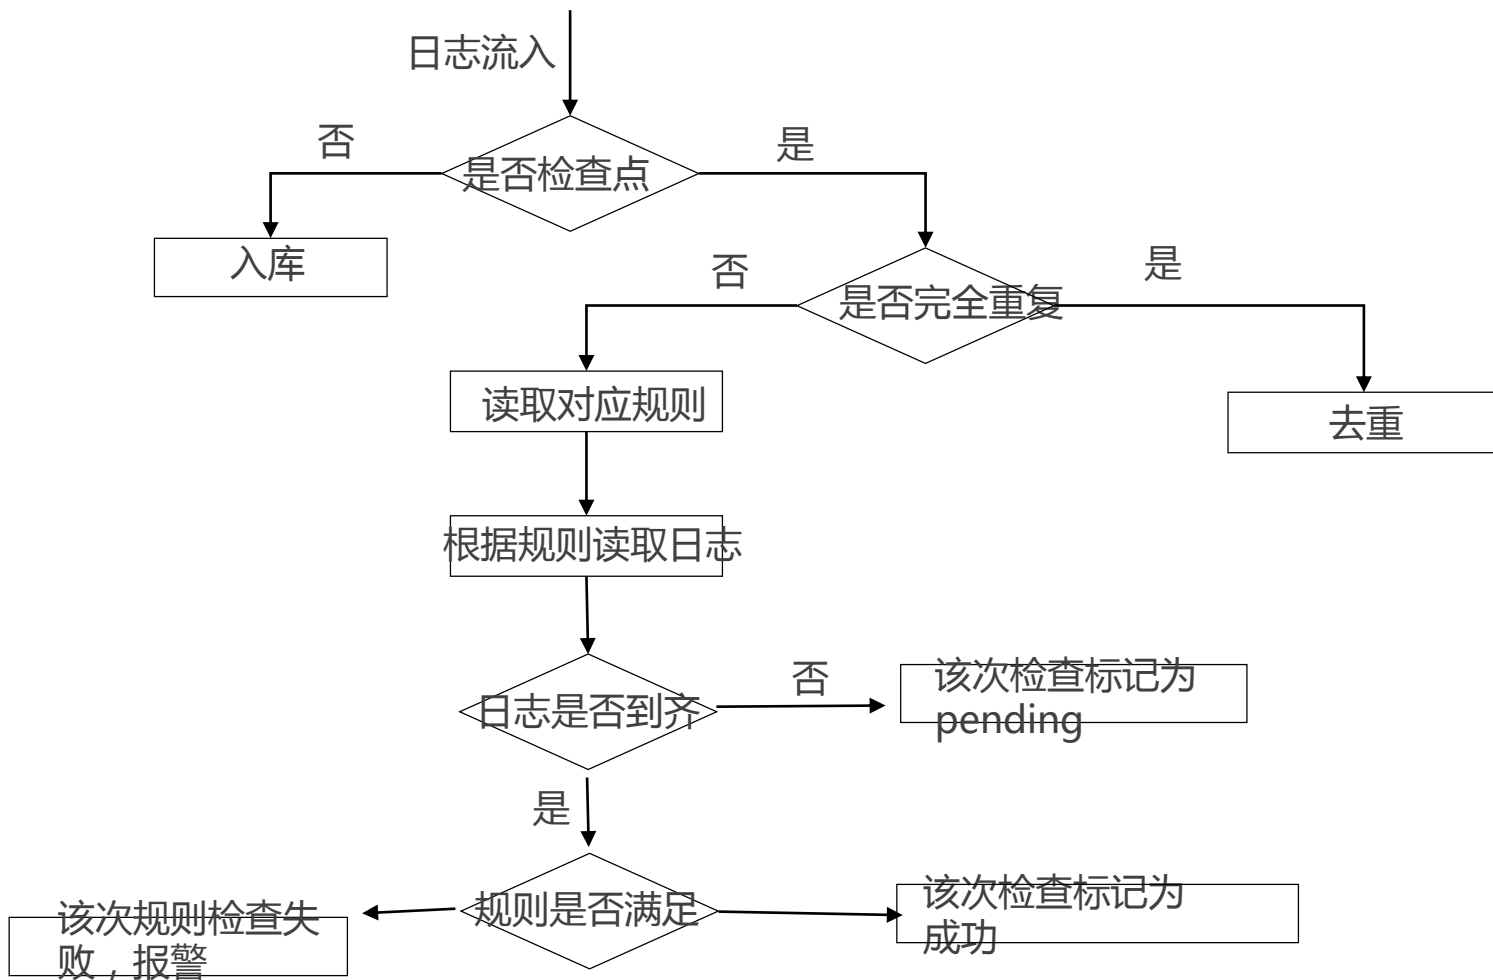 日志流入
否
是
是否检查点
入库
否
是
是否完全重复
读取对应规则
去重
根据规则读取日志
日志是否到齐
否
该次检查标记为
pending
是
规则是否满足
该次检查标记为
成功
该次规则检查失
败，报警